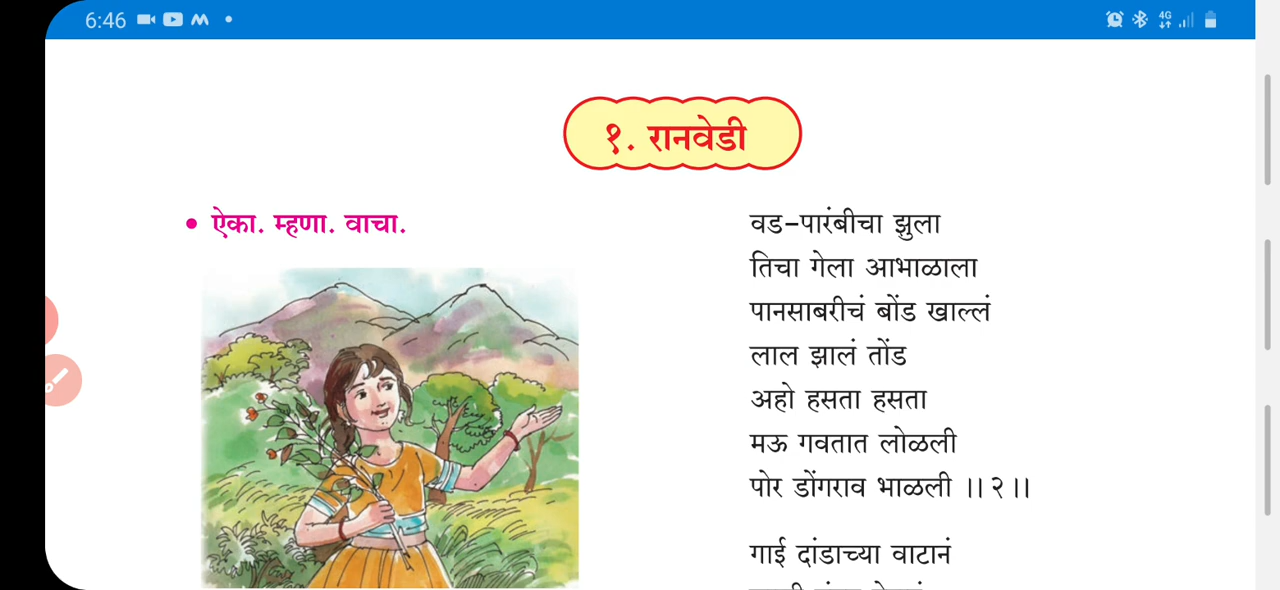 6:46
4G
१. रानवेडी
• ऐका. म्हणा. वाचा.
वड-पारंबीचा झुला
तिचा गेला आभाळाला
पानसाबरीचं बोंड खाल्लं
लाल झालं तोंड
अहो हसता हसता
मऊ गवतात लोळली
पोर डोंगराव भाळली ।। २ ।।
गाई दांडाच्या वाटानं